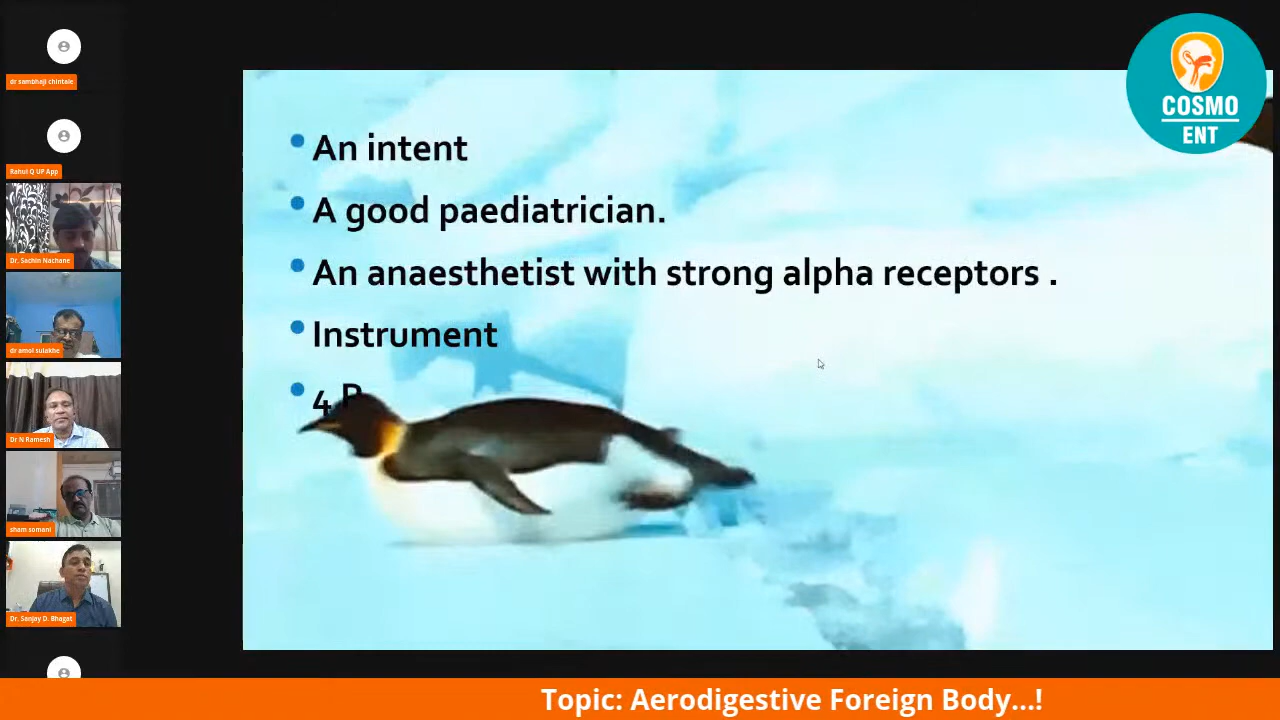 dr sambhaji chintale
Rahul Q UP App
Dr, Sachin Nachane
dr amol sulakhe
Dr N Ramesh
sham somani
Dr. Sanjay D. Bhagat
COSMO
ENT
• An intent
• A good paediatrician.
• An anaesthetist with strong alpha receptors .
• Instrument
• 4
Topic: Aerodigestive Foreign Body...!